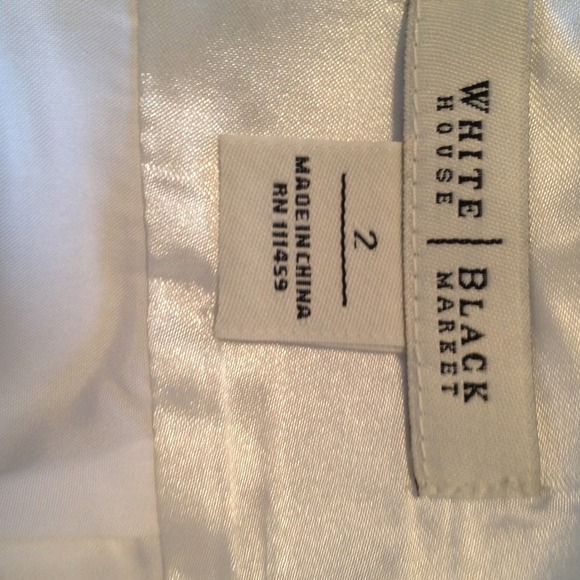 WHITE | BLACK
HOUSE | MARKET
2
MADE IN CHINA
RN 111459